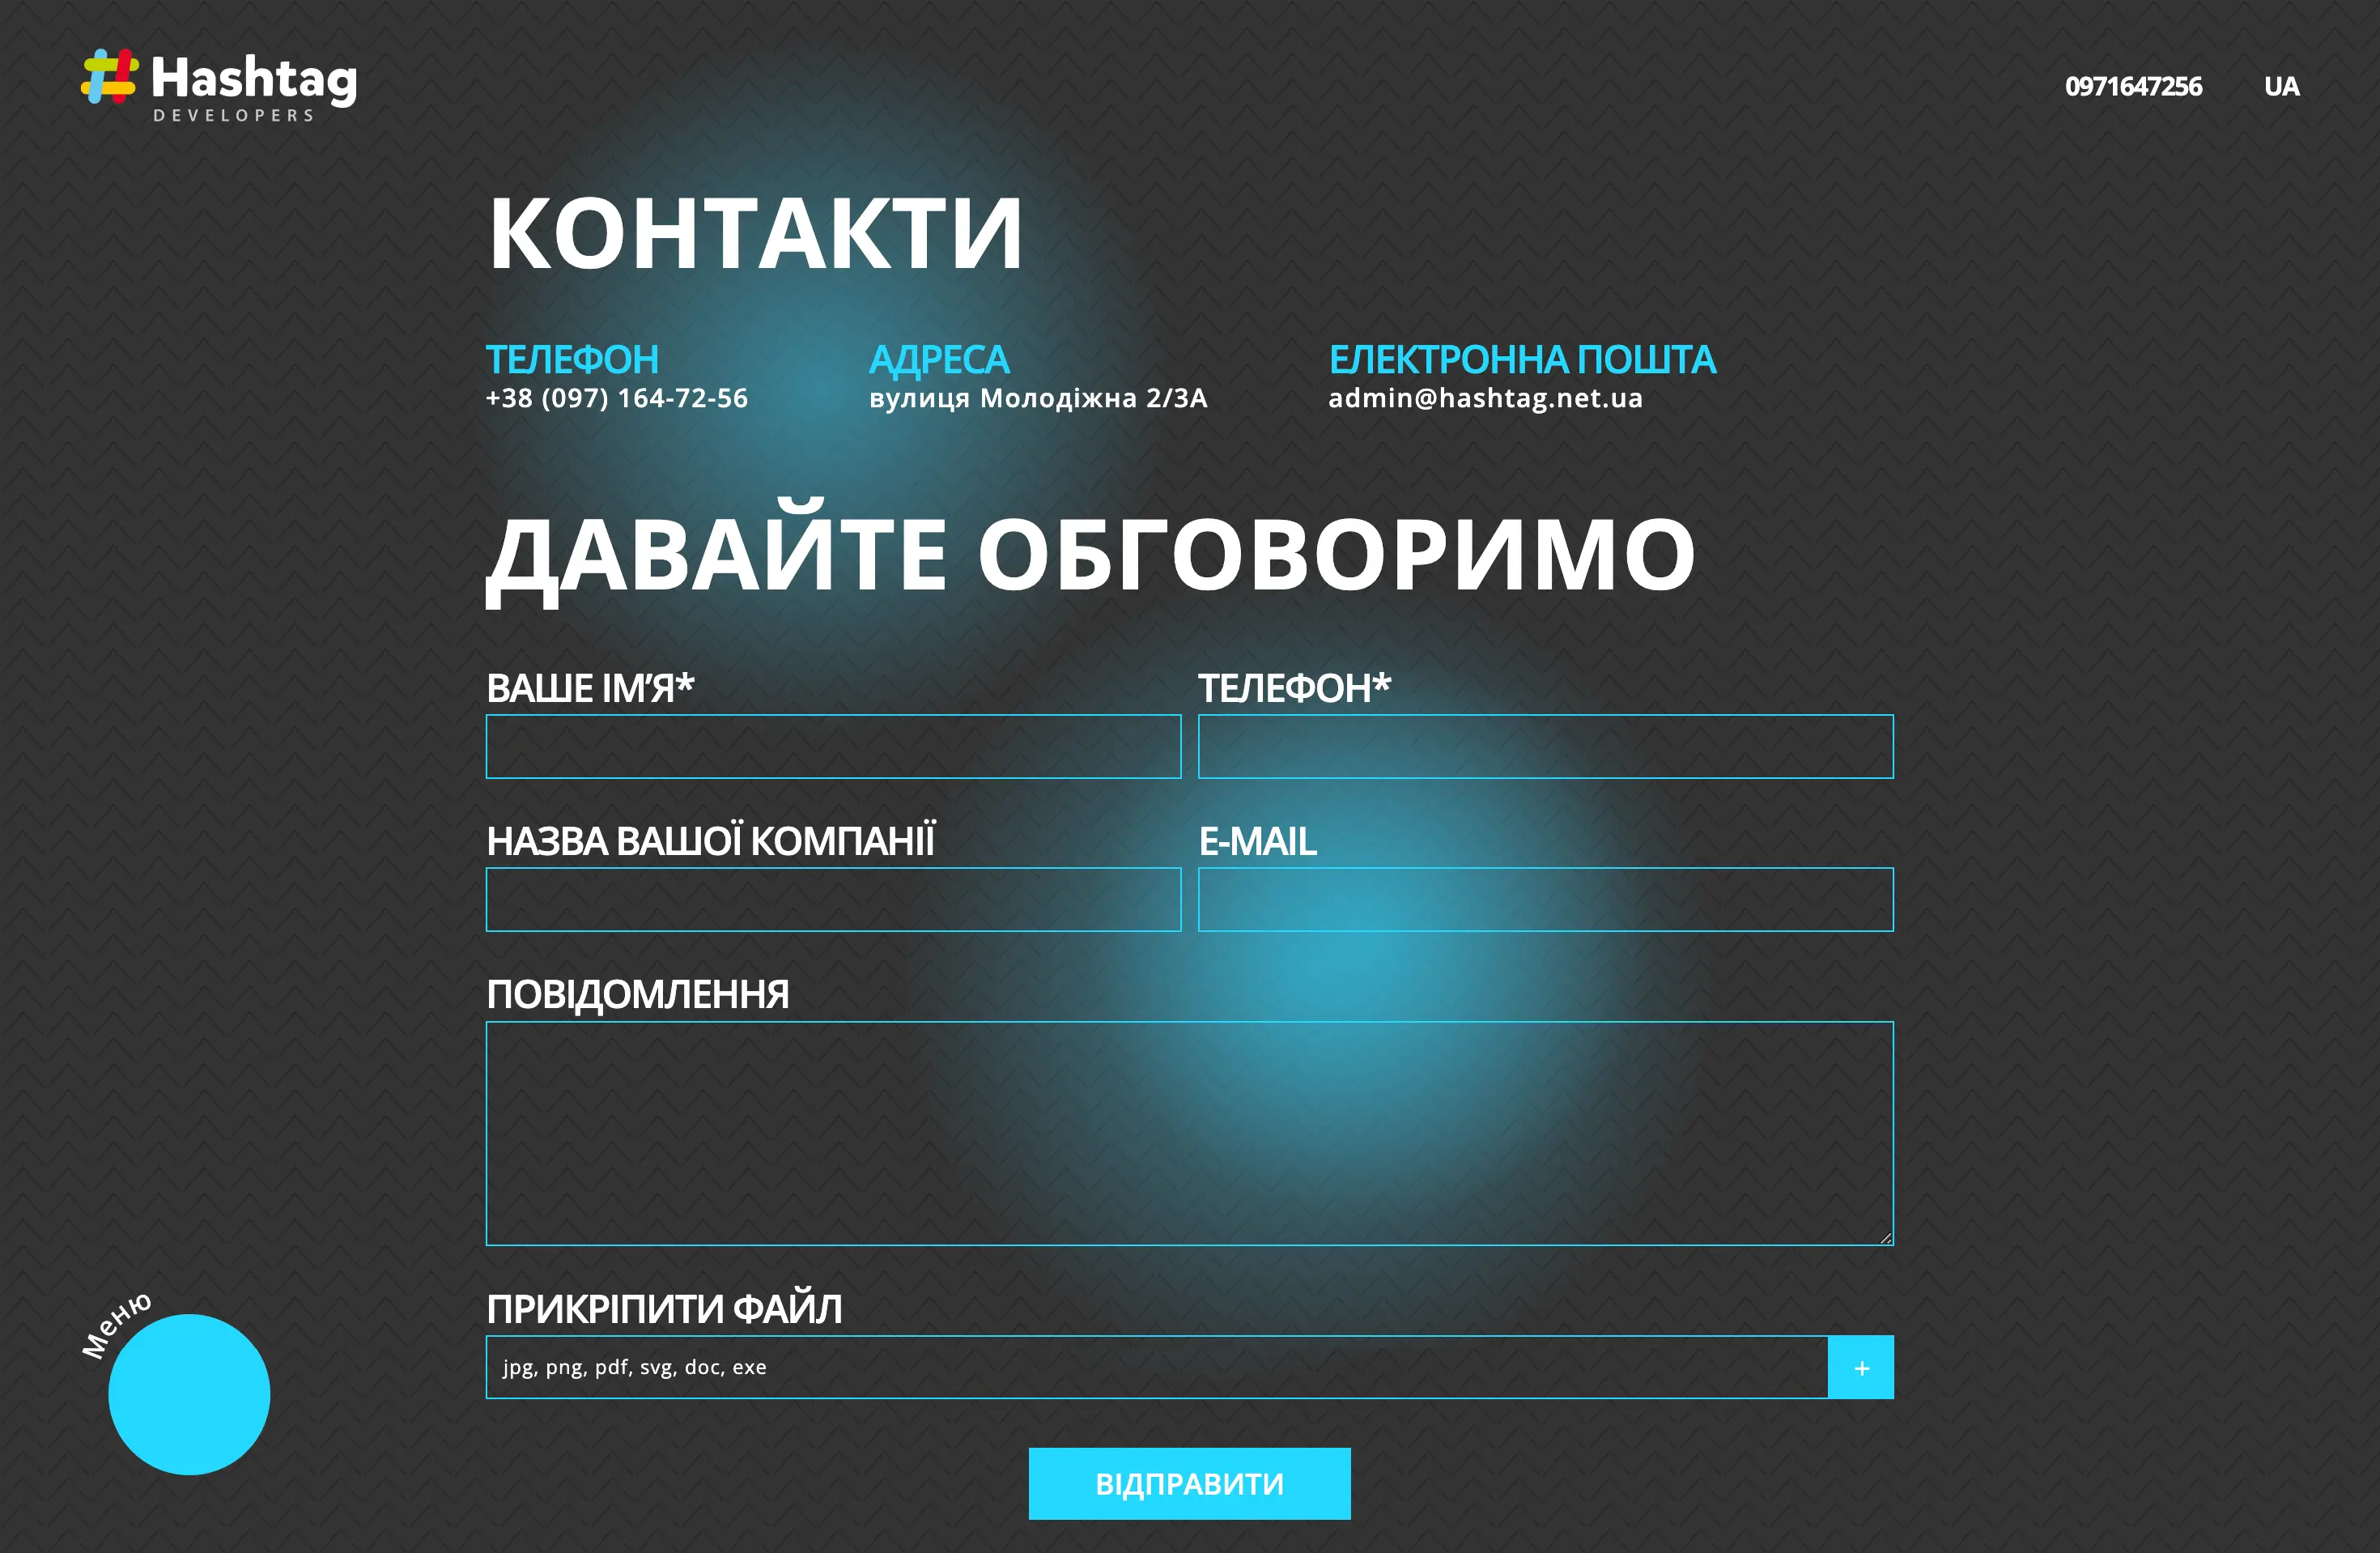 Hashtag
DEVELOPERS
0971647256
UA
КОНТАКТИ
ТЕЛЕФОН
+38 (097) 164-72-56
АДРЕСА
вулиця Молодіжна 2/3А
ЕЛЕКТРОННА ПОШТА
admin@hashtag.net.ua
ДАВАЙТЕ ОБГОВОРИМО
ВАШЕ ІМ’Я*
ТЕЛЕФОН*
НАЗВА ВАШОЇ КОМПАНІЇ
E-MAIL
ПОВІДОМЛЕННЯ
ПРИКРІПИТИ ФАЙЛ
jpg, png, pdf, svg, doc, exe
+
Меню
ВІДПРАВИТИ